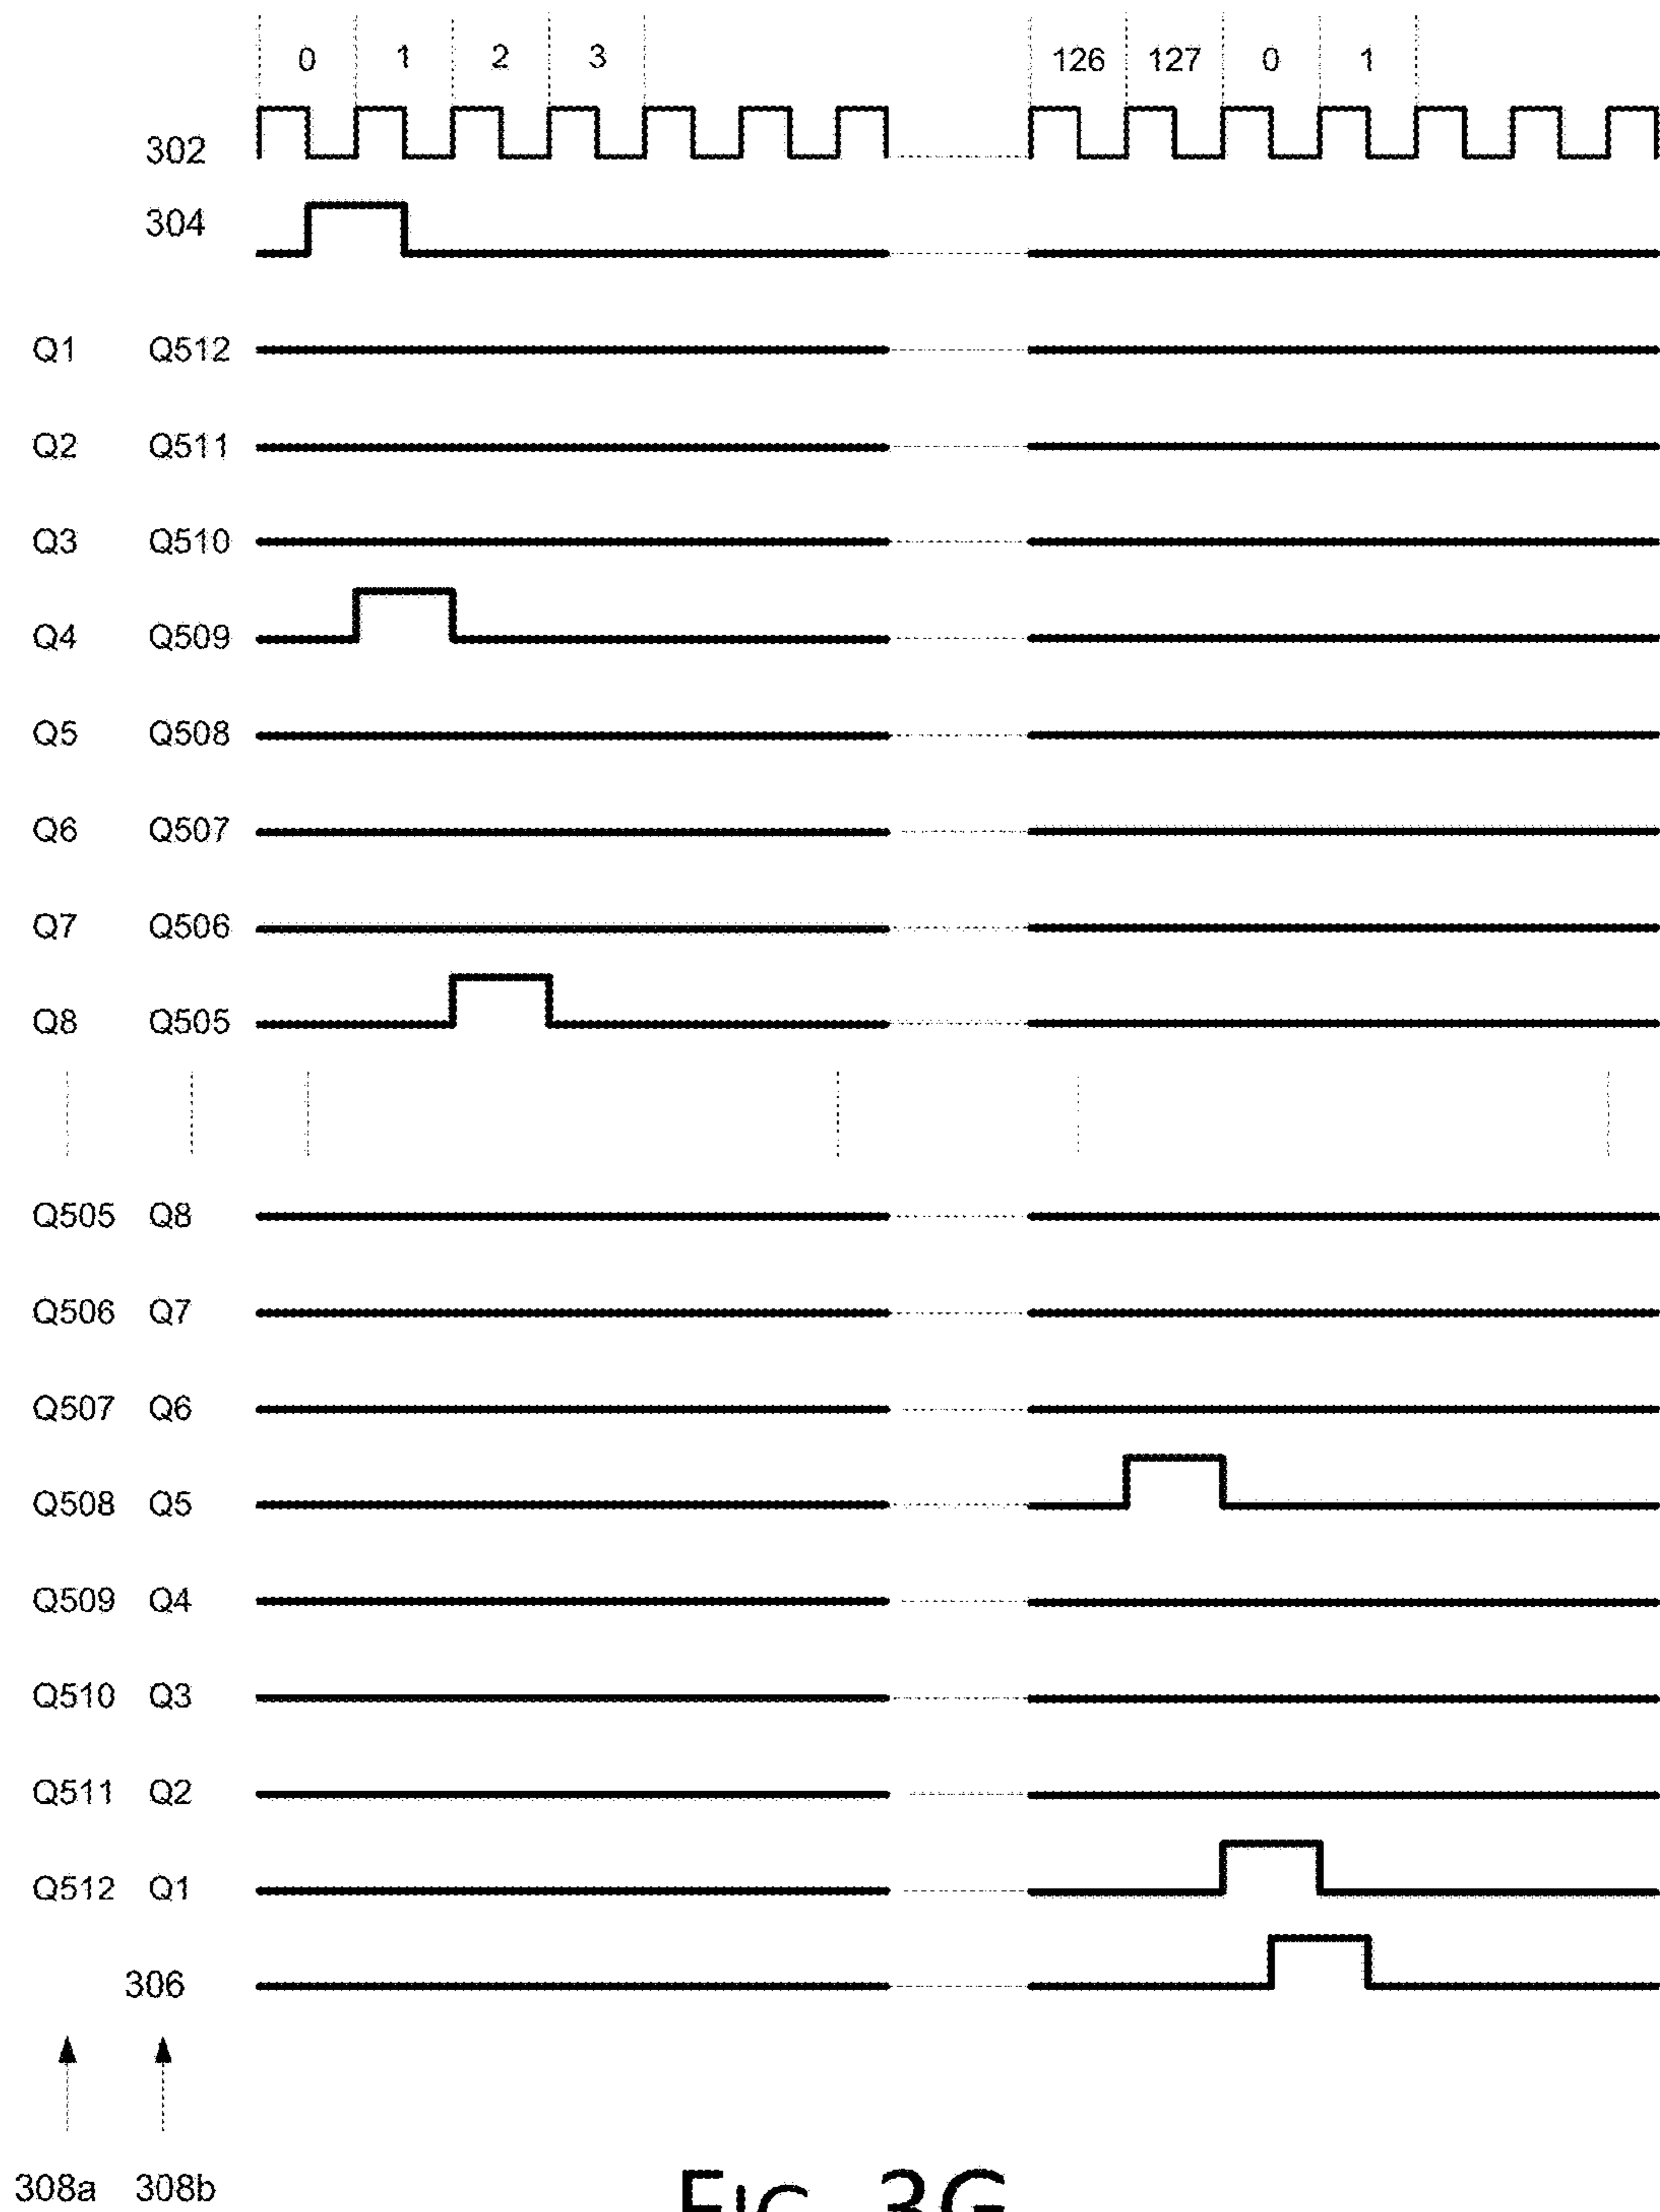 0 1 2 3 126 127 0 1
302
304
Q1 Q512
Q2 Q511
Q3 Q510
Q4 Q509
Q5 Q508
Q6 Q507
Q7 Q506
Q8 Q505
Q505 Q8
Q506 Q7
Q507 Q6
Q508 Q5
Q509 Q4
Q510 Q3
Q511 Q2
Q512 Q1
306
308a 308b
FIG. 3G